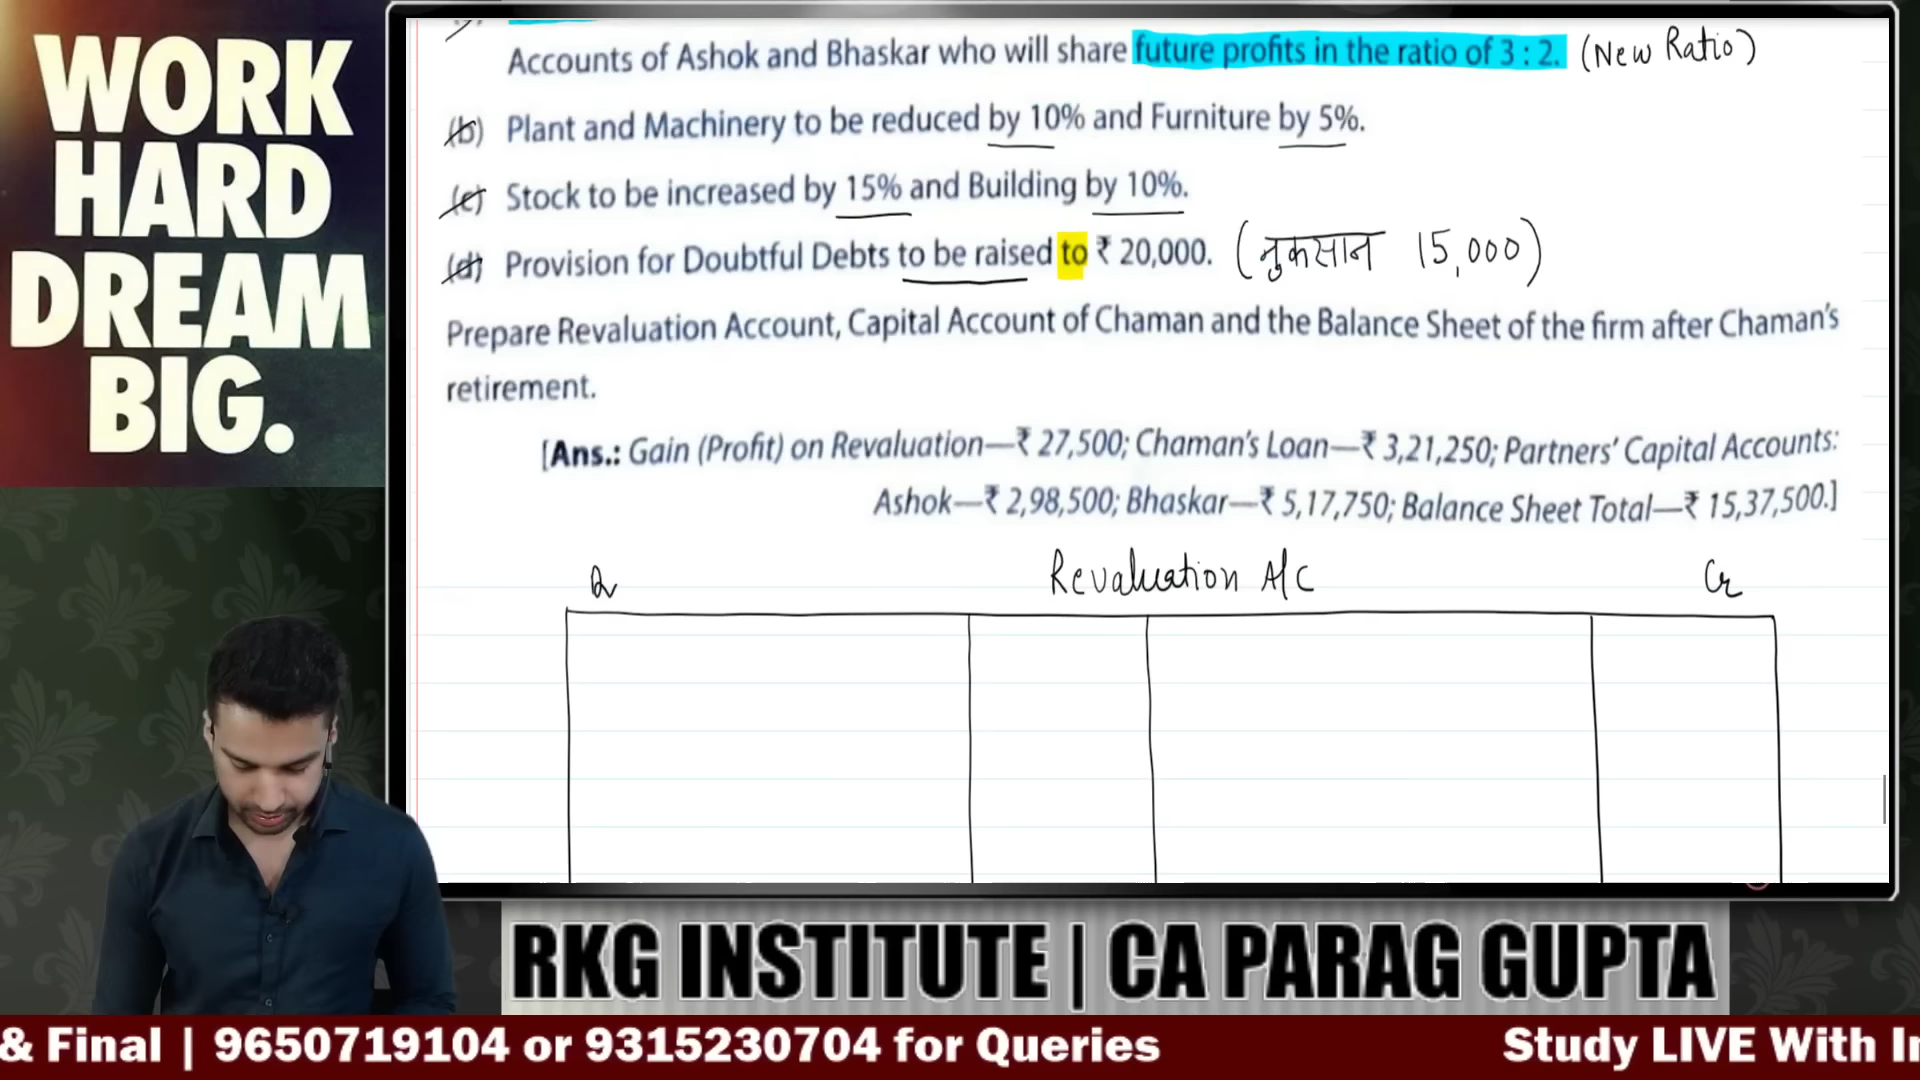 WORK
HARD
DREAM
BIG.
Accounts of Ashok and Bhaskar who will share future profits in the ratio of 3 : 2. (New Ratio)
(b) Plant and Machinery to be reduced by 10% and Furniture by 5%.
(c) Stock to be increased by 15% and Building by 10%.
(d) Provision for Doubtful Debts to be raised to ₹ 20,000. (नुकसान 15,000)
Prepare Revaluation Account, Capital Account of Chaman and the Balance Sheet of the firm after Chaman's
retirement.
[Ans.: Gain (Profit) on Revaluation—₹ 27,500; Chaman's Loan—₹ 3,21,250; Partners' Capital Accounts:
Ashok—₹ 2,98,500; Bhaskar—₹ 5,17,750; Balance Sheet Total—₹ 15,37,500.]
Dr Revaluation A/C Cr
RKG INSTITUTE | CA PARAG GUPTA
& Final | 9650719104 or 9315230704 for Queries Study LIVE With